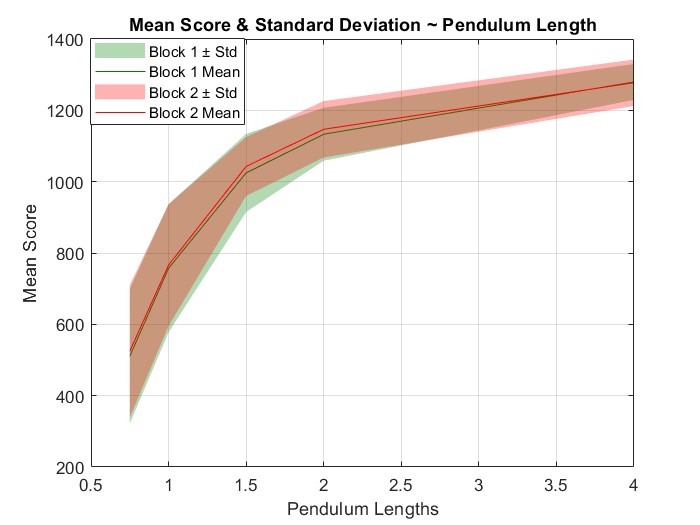 Mean Score & Standard Deviation ~ Pendulum Length
1400
1200
1000
800
600
400
200
Mean Score
Block 1 ± Std
Block 1 Mean
Block 2 ± Std
Block 2 Mean
0.5 1 1.5 2 2.5 3 3.5 4
Pendulum Lengths